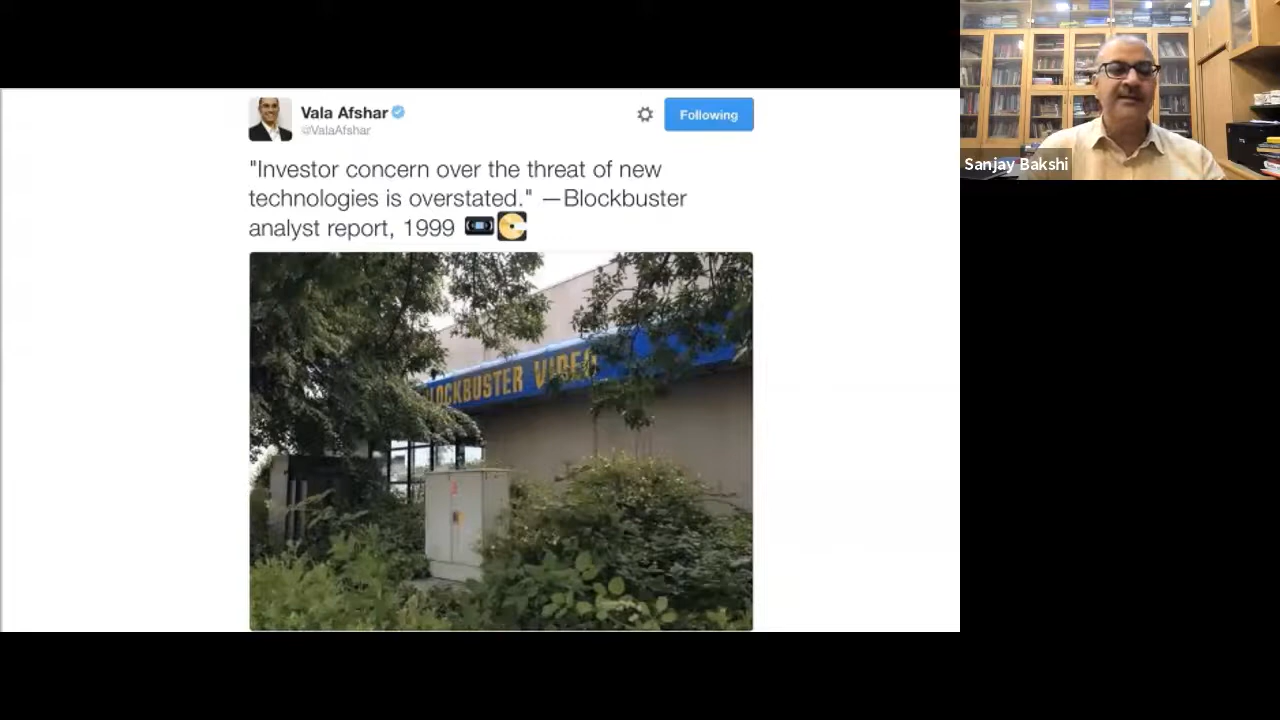 Vala Afshar
@ValaAfshar
Following
"Investor concern over the threat of new
technologies is overstated." —Blockbuster
analyst report, 1999
BLOCKBUSTER VIDEO
Sanjay Bakshi